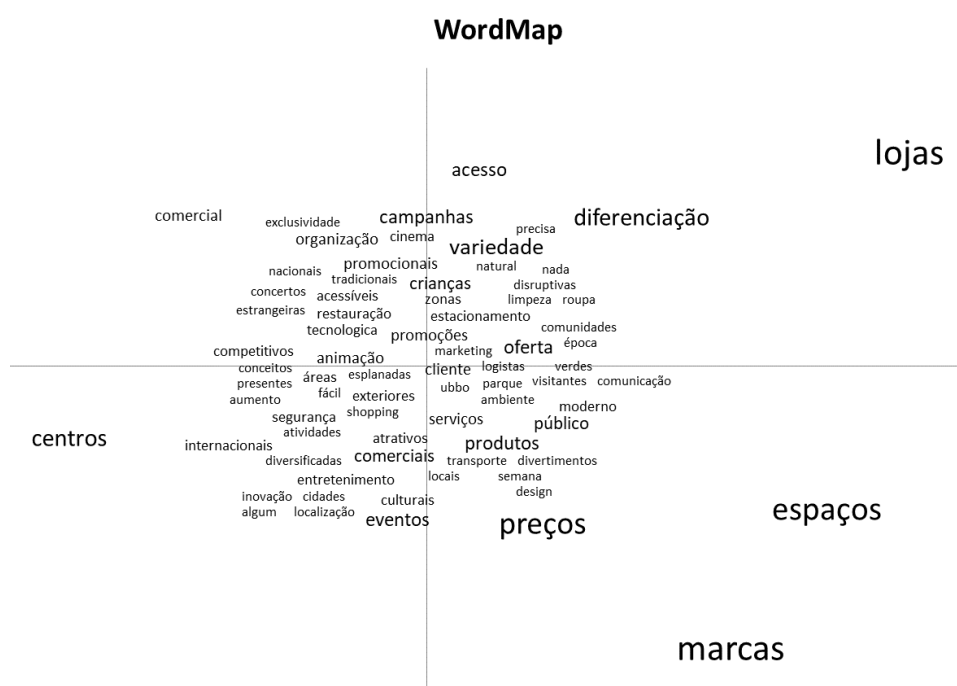 WordMap
lojas
acesso
comercial
exclusividade
campanhas
diferenciação
precisa
organização
cinema
variedade
promocionais
natural
nacionais
nada
tradicionais
crianças
disruptivas
concertos
acessíveis
zonas
limpeza
roupa
estrangeiras
restauração
estacionamento
tecnologica
promoções
comunidades
época
oferta
competitivos
animação
marketing
conceitos
cliente
logistas
verdes
presentes
áreas
esplanadas
ubbo
parque
visitantes
comunicação
aumento
fácil
exteriores
ambiente
moderno
segurança
shopping
serviços
público
atividades
centros
internacionais
atrativos
produtos
diversificadas
comerciais
transporte
divertimentos
entretenimento
locais
semana
inovação
cidades
culturais
design
algum
localização
eventos
preços
espaços
marcas